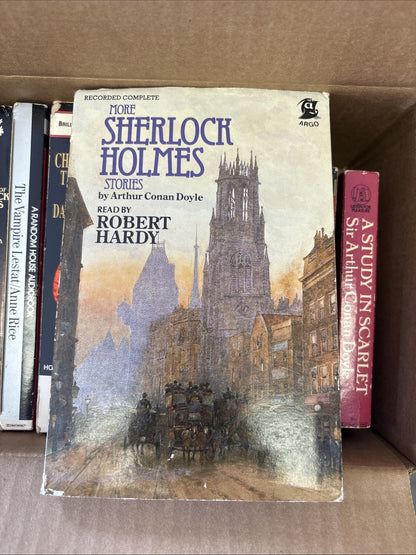 RECORDED COMPLETE
MORE
SHERLOCK
HOLMES
STORIES
by Arthur Conan Doyle
READ BY
ROBERT
HARDY
ARGO
The Vampire Lestat/Anne Rice
A RANDOM HOUSE AUDIOBOOK
A STUDY IN SCARLET
Sir Arthur Conan Doyle